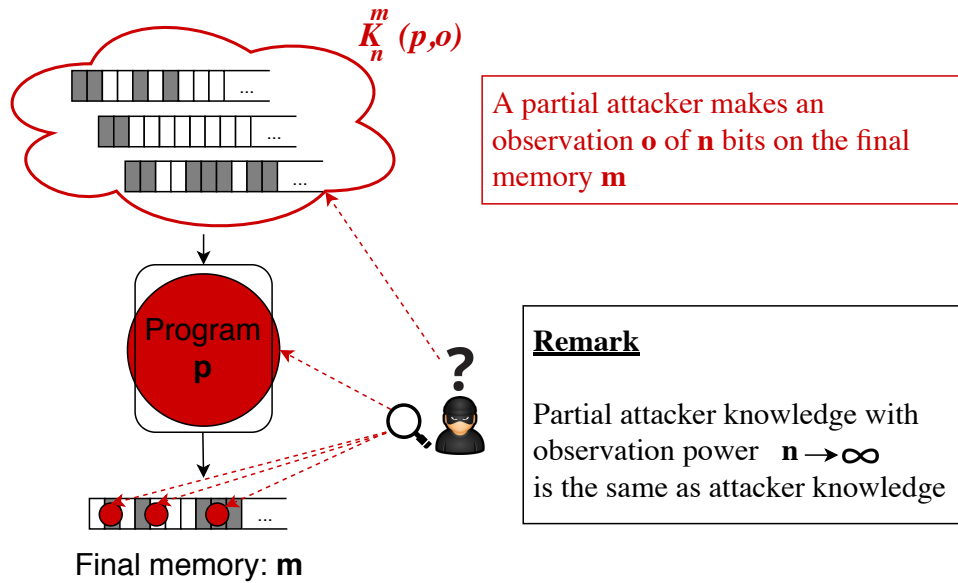 K m n (p,o)
...
...
...
A partial attacker makes an
observation o of n bits on the final
memory m
Program
p
?
Remark
Partial attacker knowledge with
observation power n → ∞
is the same as attacker knowledge
...
Final memory: m